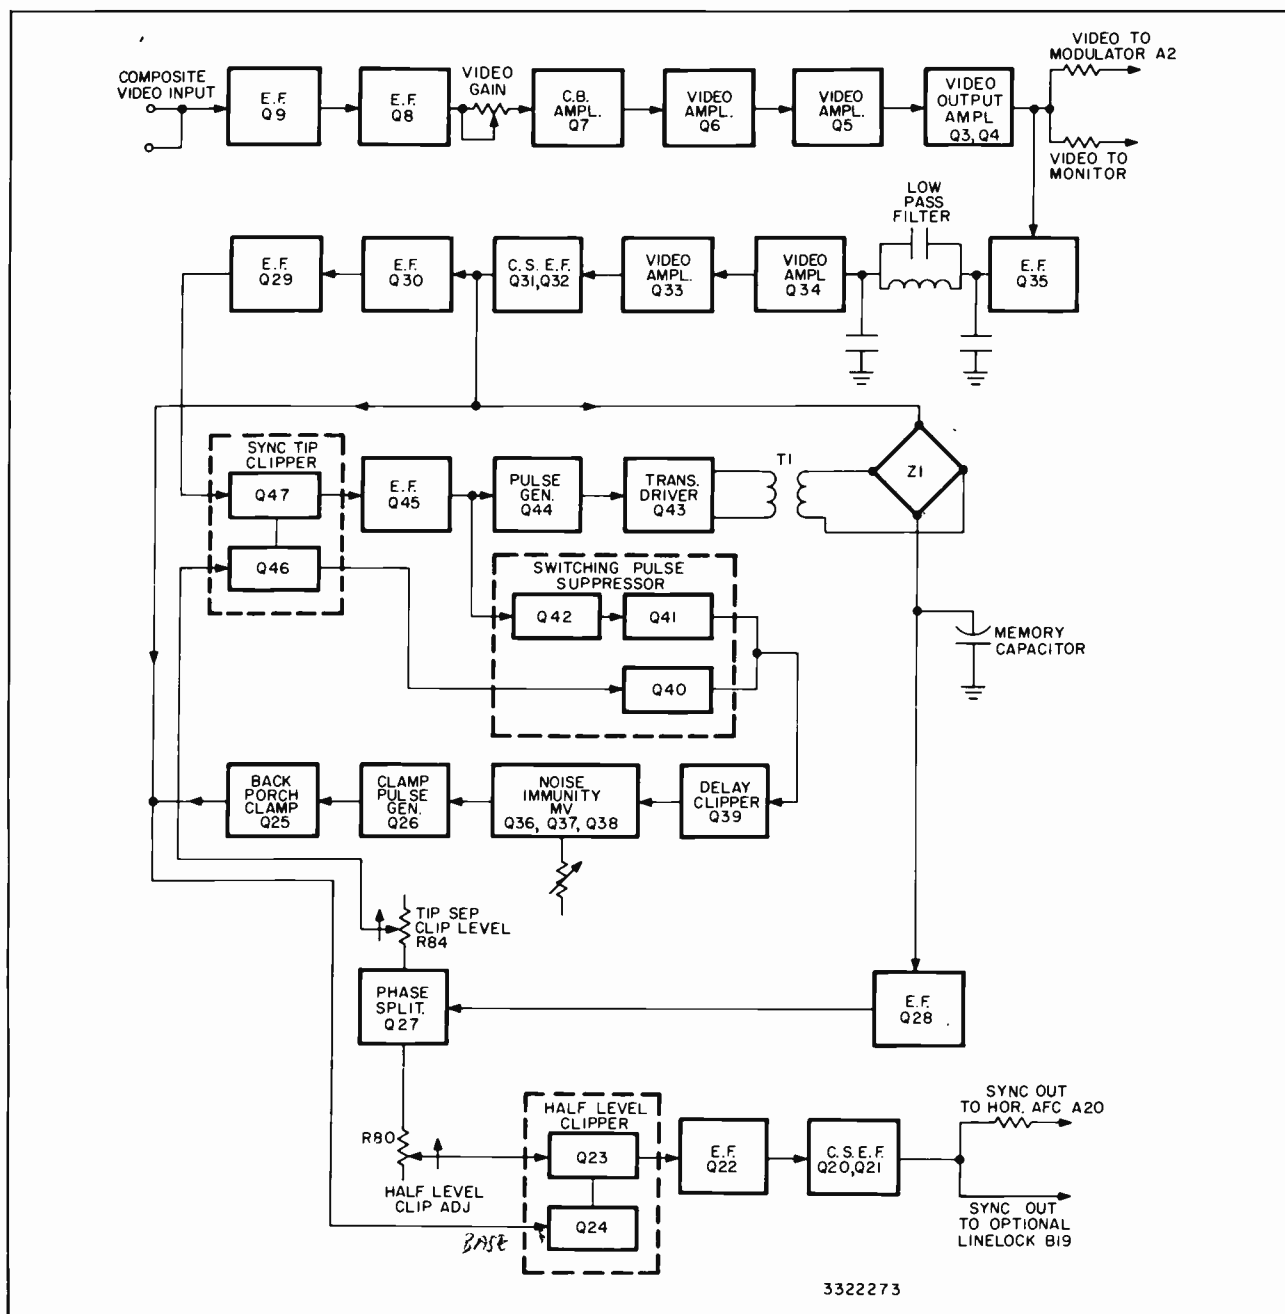 VIDEO TO
MODULATOR A2
COMPOSITE
VIDEO INPUT
E.F.
Q9
E.F.
Q8
VIDEO
GAIN
C.B.
AMPL.
Q7
VIDEO
AMPL.
Q6
VIDEO
AMPL.
Q5
VIDEO
OUTPUT
AMPL
Q3, Q4
VIDEO TO
MONITOR
E.F.
Q29
E.F.
Q30
C.S.E.F.
Q31,Q32
VIDEO
AMPL.
Q33
VIDEO
AMPL
Q34
LOW
PASS
FILTER
E.F.
Q35
SYNC TIP
CLIPPER
Q47
Q46
E.F.
Q45
PULSE
GEN.
Q44
TRANS.
DRIVER
Q43
T1
Z1
SWITCHING PULSE
SUPPRESSOR
Q42
Q41
Q40
MEMORY
CAPACITOR
BACK
PORCH
CLAMP
Q25
CLAMP
PULSE
GEN.
Q26
NOISE
IMMUNITY
MV
Q36, Q37, Q38
DELAY
CLIPPER
Q39
TIP SEP
CLIP LEVEL
R84
PHASE
SPLIT.
Q27
E.F.
Q28
R80
HALF LEVEL
CLIP ADJ
HALF LEVEL
CLIPPER
Q23
Q24
BASE
E.F.
Q22
C.S.E.F.
Q20,Q21
SYNC OUT
TO HOR. AFC A20
SYNC OUT
TO OPTIONAL
LINELOCK B19
3322273